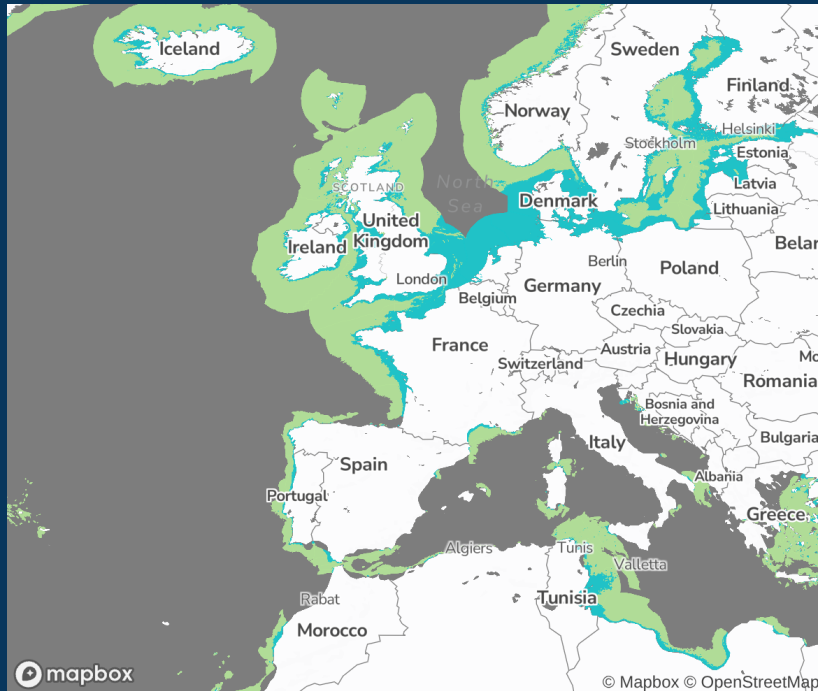 Iceland
Sweden
Finland
Norway
Helsinki
Stockholm
Estonia
SCOTLAND
North
Sea
Latvia
Denmark
Lithuania
United
Kingdom
Ireland
Belar
London
Berlin
Poland
Germany
Belgium
Czechia
Slovakia
France
Austria
Hungary
Mo
Switzerland
Romania
Bosnia and
Herzegovina
Bulgaria
Italy
Spain
Albania
Portugal
Greece
Algiers
Tunis
Valletta
Rabat
Tunisia
Morocco
mapbox
© Mapbox © OpenStreetMap